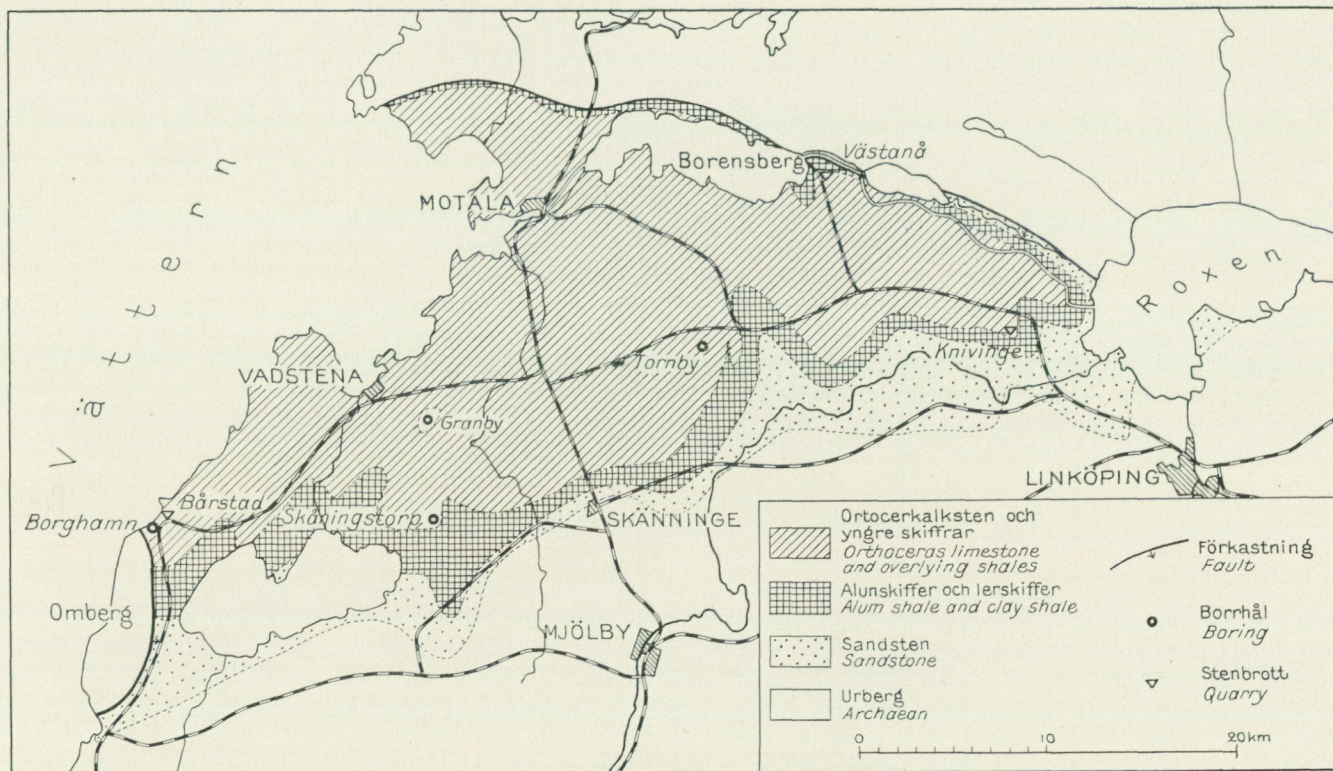 Vättern
MOTALA
Borensberg
Västanå
Roxen
VADSTENA
Tornby
Knivinge
Granby
LINKÖPING
Bårstad
Borghamn
Skäningstorp
SKÄNNINGE
Omberg
MJÖLBY
Ortocerkalksten och
yngre skiffrar
Orthoceras limestone
and overlying shales
Alunskiffer och lerskiffer
Alum shale and clay shale
Sandsten
Sandstone
Urberg
Archaean
Förkastning
Fault
Borrhål
Boring
Stenbrott
Quarry
0 10 20km